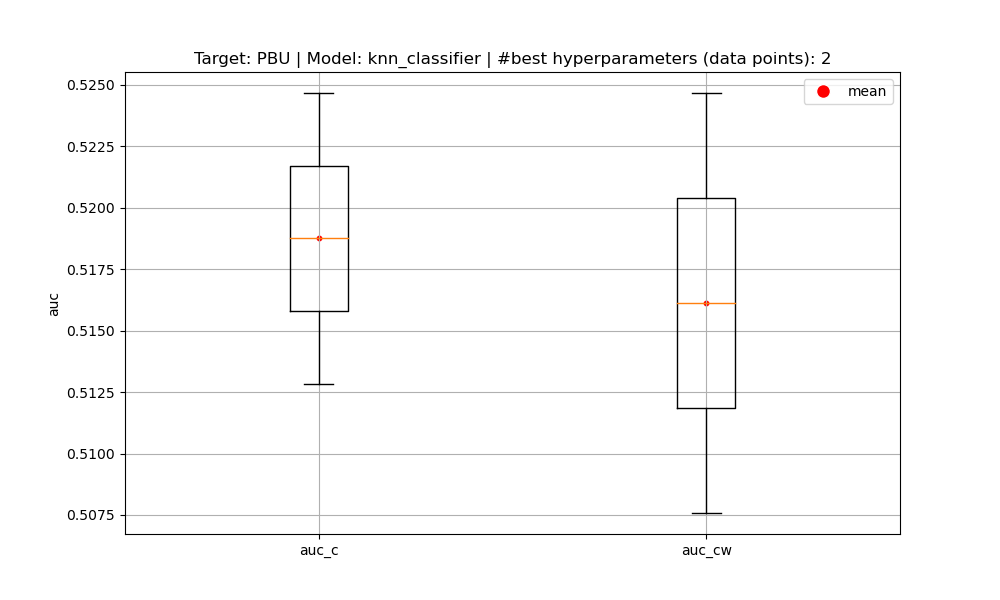 Target: PBU | Model: knn_classifier | #best hyperparameters (data points): 2
mean
auc
0.5250
0.5225
0.5200
0.5175
0.5150
0.5125
0.5100
0.5075
auc_c
auc_cw